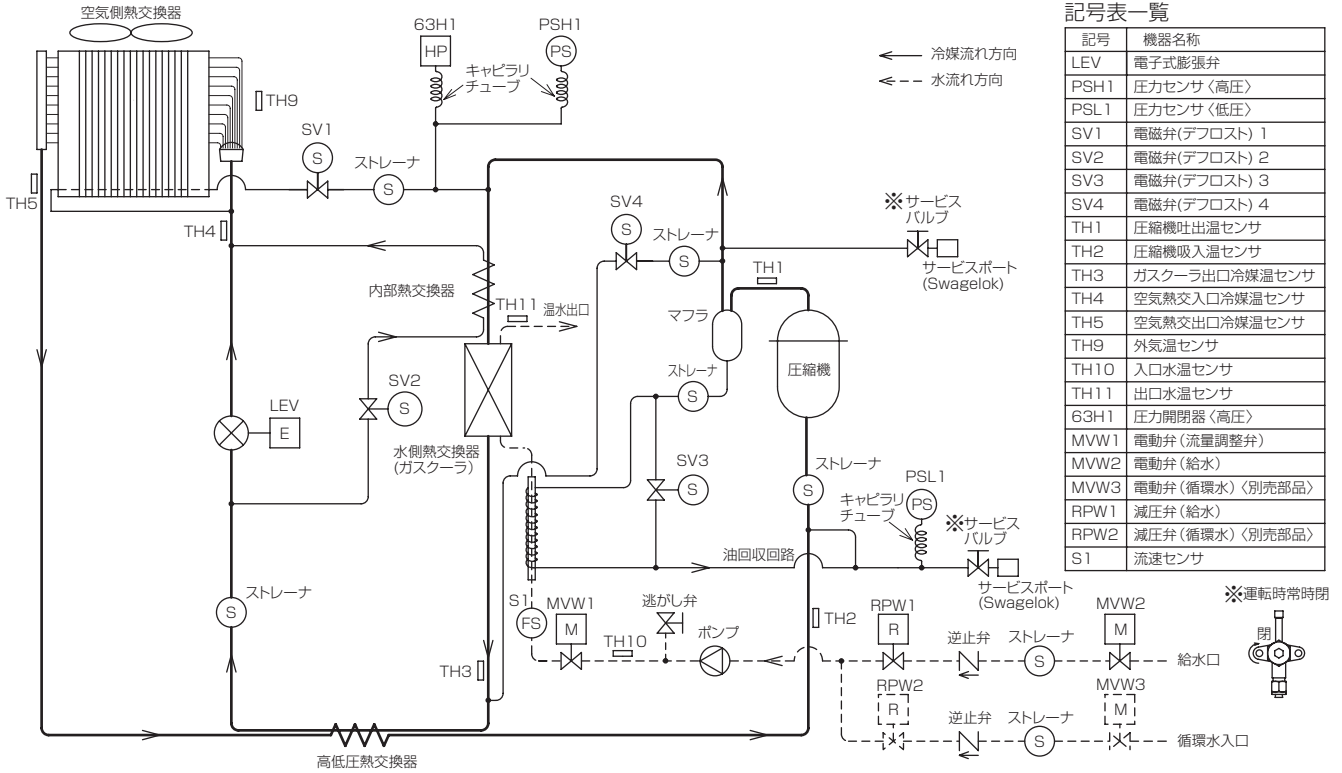 空気側熱交換器
TH9
TH5
TH4
SV1
S
ストレーナ
S
63H1
HP
PSH1
PS
キャピラリ
チューブ
冷媒流れ方向
水流れ方向
SV4
S
ストレーナ
S
※サービス
バルブ
サービスポート
(Swagelok)
TH1
マフラ
圧縮機
内部熱交換器
TH11
温水出口
SV2
S
LEV
E
水側熱交換器
(ガスクーラ)
ストレーナ
S
SV3
S
ストレーナ
S
PSL1
PS
キャピラリ
チューブ
※サービス
バルブ
サービスポート
(Swagelok)
油回収回路
ストレーナ
S
S1
FS
MVW1
M
TH10
逃がし弁
ポンプ
TH2
TH3
RPW1
R
逆止弁
ストレーナ
S
MVW2
M
給水口
RPW2
R
逆止弁
ストレーナ
S
MVW3
M
循環水入口
高低圧熱交換器
記号表一覧
記号 機器名称
LEV 電子式膨張弁
PSH1 圧力センサ〈高圧〉
PSL1 圧力センサ〈低圧〉
SV1 電磁弁(デフロスト) 1
SV2 電磁弁(デフロスト) 2
SV3 電磁弁(デフロスト) 3
SV4 電磁弁(デフロスト) 4
TH1 圧縮機吐出温センサ
TH2 圧縮機吸入温センサ
TH3 ガスクーラ出口冷媒温センサ
TH4 空気熱交入口冷媒温センサ
TH5 空気熱交出口冷媒温センサ
TH9 外気温センサ
TH10 入口水温センサ
TH11 出口水温センサ
63H1 圧力開閉器〈高圧〉
MVW1 電動弁(流量調整弁)
MVW2 電動弁(給水)
MVW3 電動弁(循環水)〈別売部品〉
RPW1 減圧弁(給水)
RPW2 減圧弁(循環水)〈別売部品〉
S1 流速センサ
※運転時常時閉
閉